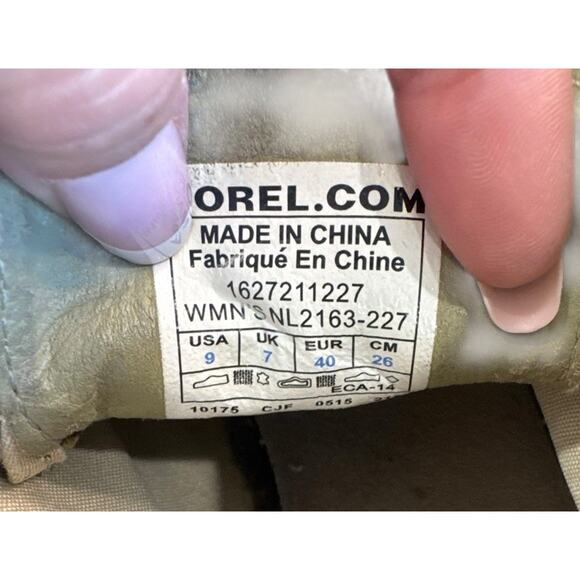 OREL.COM
MADE IN CHINA
Fabriqué En Chine
1627211227
WMN'S NL2163-227
USA UK EUR CM
9 7 40 26
ECA-14
10175 CJF 0515